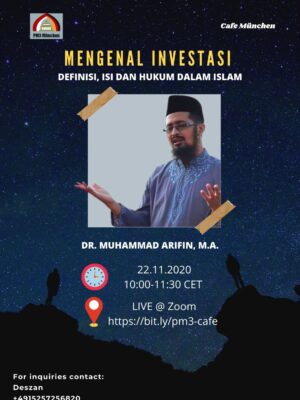 PM3 München
Cafe München
MENGENAL INVESTASI
DEFINISI, ISI DAN HUKUM DALAM ISLAM
DR. MUHAMMAD ARIFIN, M.A.
22.11.2020
10:00-11:30 CET
LIVE @ Zoom
https://bit.ly/pm3-cafe
For inquiries contact:
Deszan
+4915257256820